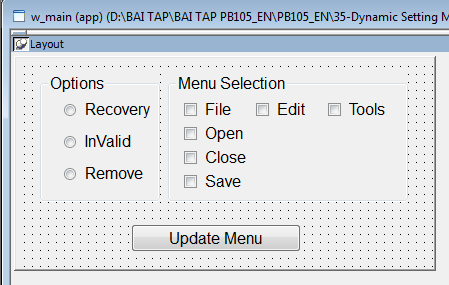 w_main (app) (D:\BAI TAP\BAI TAP PB105_EN\PB105_EN\35-Dynamic Setting M
Layout
Options
Menu Selection
Recovery
File Edit Tools
InValid
Open
Close
Remove
Save
Update Menu